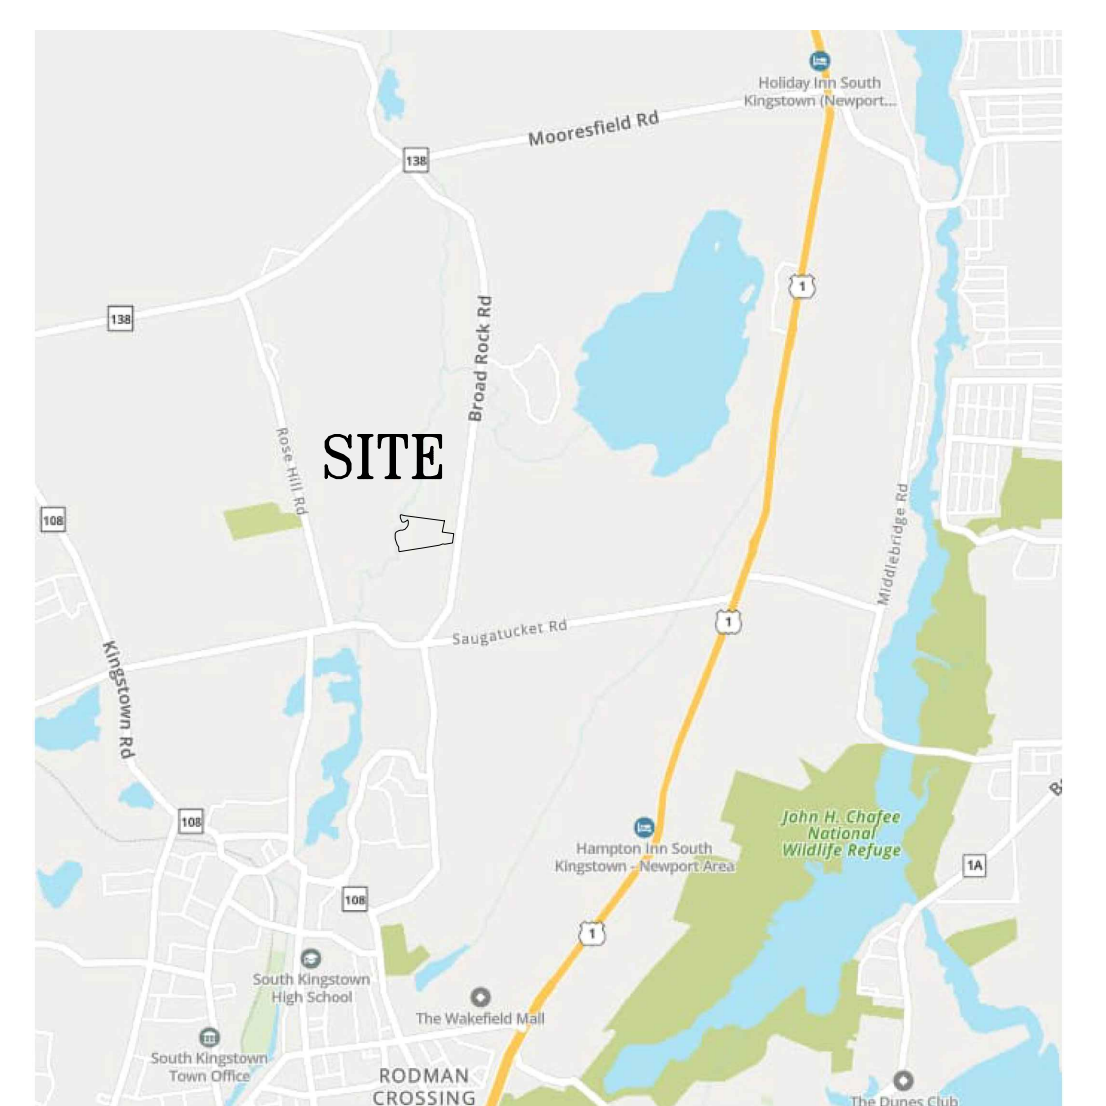 Holiday Inn South
Kingstown (Newport...
Mooresfield Rd
138
1
138
Broad Rock Rd
Rose Hill Rd
SITE
108
Middlebridge Rd
Saugatucket Rd
1
Kingstown Rd
108
John H. Chafee
National
Wildlife Refuge
Hampton Inn South
Kingstown - Newport Area
1A
108
1
South Kingstown
High School
The Wakefield Mall
South Kingstown
Town Office
RODMAN
CROSSING
The Dunes Club